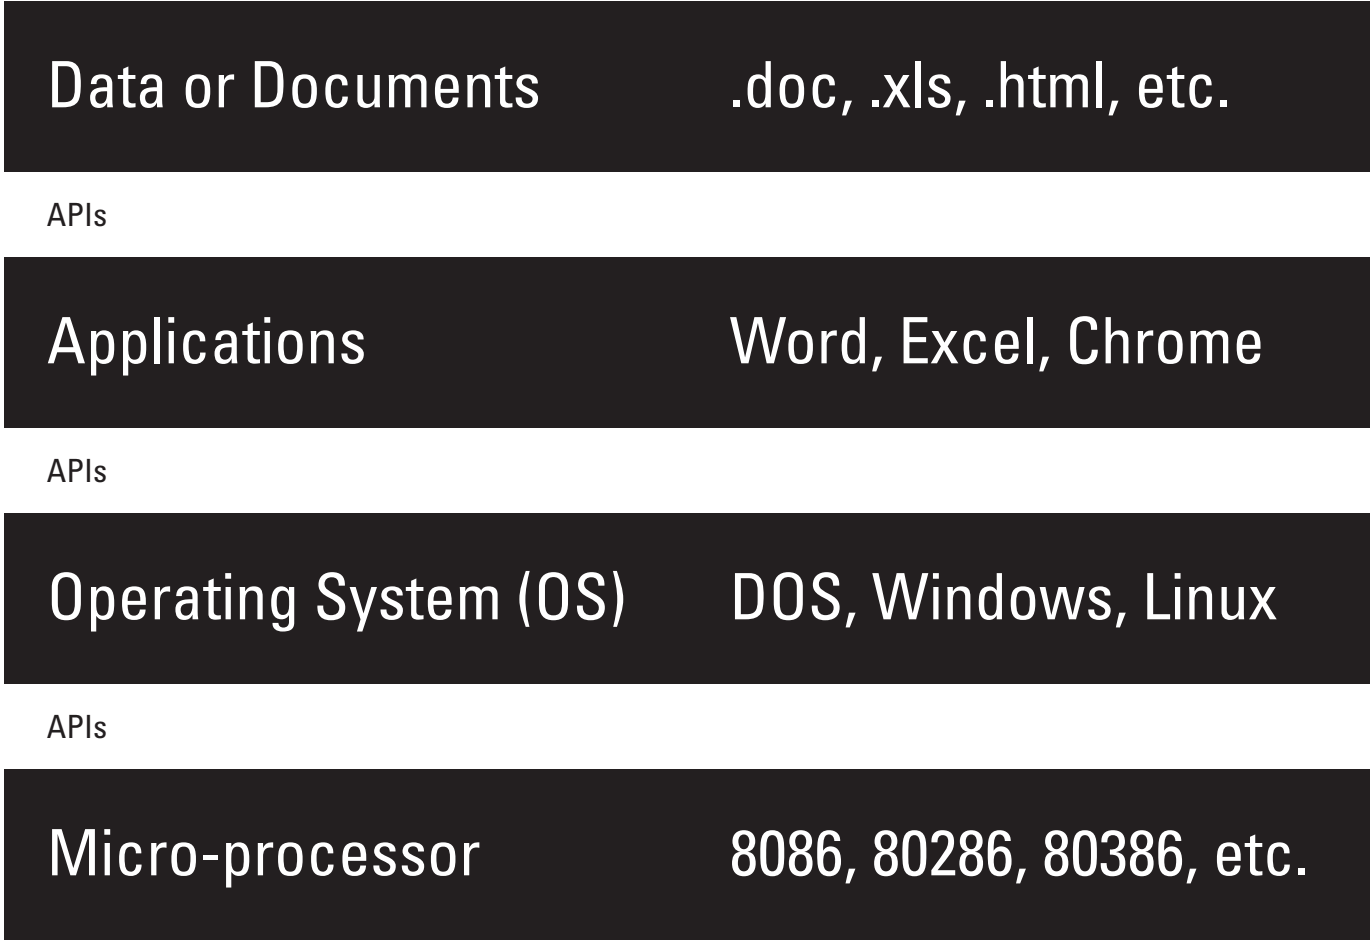 Data or Documents .doc, .xls, .html, etc.
APIs
Applications Word, Excel, Chrome
APIs
Operating System (OS) DOS, Windows, Linux
APIs
Micro-processor 8086, 80286, 80386, etc.